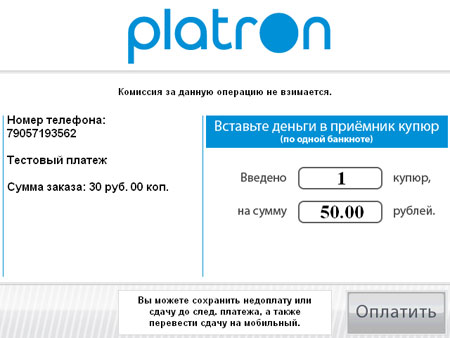 platron
Комиссия за данную операцию не взимается.
Номер телефона:
79057193562
Тестовый платеж
Сумма заказа: 30 руб. 00 коп.
Вставьте деньги в приёмник купюр
(по одной банкноте)
Введено 1 купюр,
на сумму 50.00 рублей.
Вы можете сохранить недоплату или
сдачу до след. платежа, а также
перевести сдачу на мобильный.
Оплатить